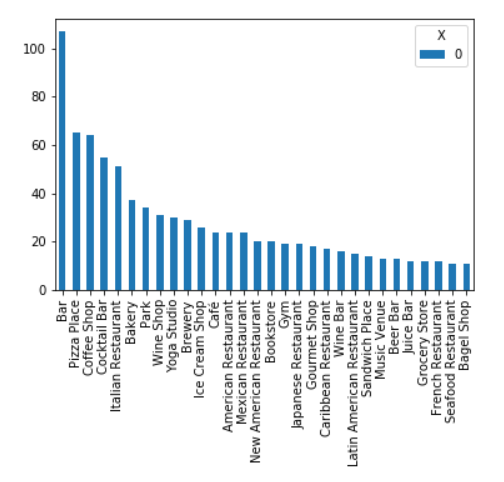 X
0
100
80
60
40
20
0
Bar
Pizza Place
Coffee Shop
Cocktail Bar
Italian Restaurant
Bakery
Park
Wine Shop
Yoga Studio
Brewery
Ice Cream Shop
Café
American Restaurant
Mexican Restaurant
New American Restaurant
Bookstore
Gym
Japanese Restaurant
Gourmet Shop
Caribbean Restaurant
Wine Bar
Latin American Restaurant
Sandwich Place
Music Venue
Beer Bar
Juice Bar
Grocery Store
French Restaurant
Seafood Restaurant
Bagel Shop